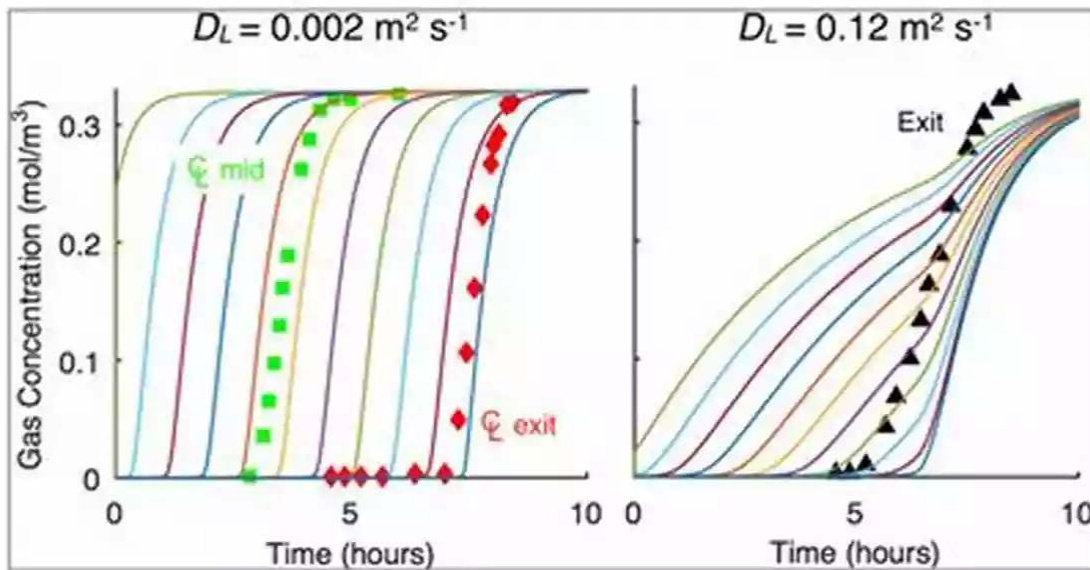 D_L = 0.002 m² s⁻¹
D_L = 0.12 m² s⁻¹
Gas Concentration (mol/m³)
0.3
0.2
0.1
0
℄ mid
℄ exit
0
5
10
Time (hours)
Exit
0
5
10
Time (hours)